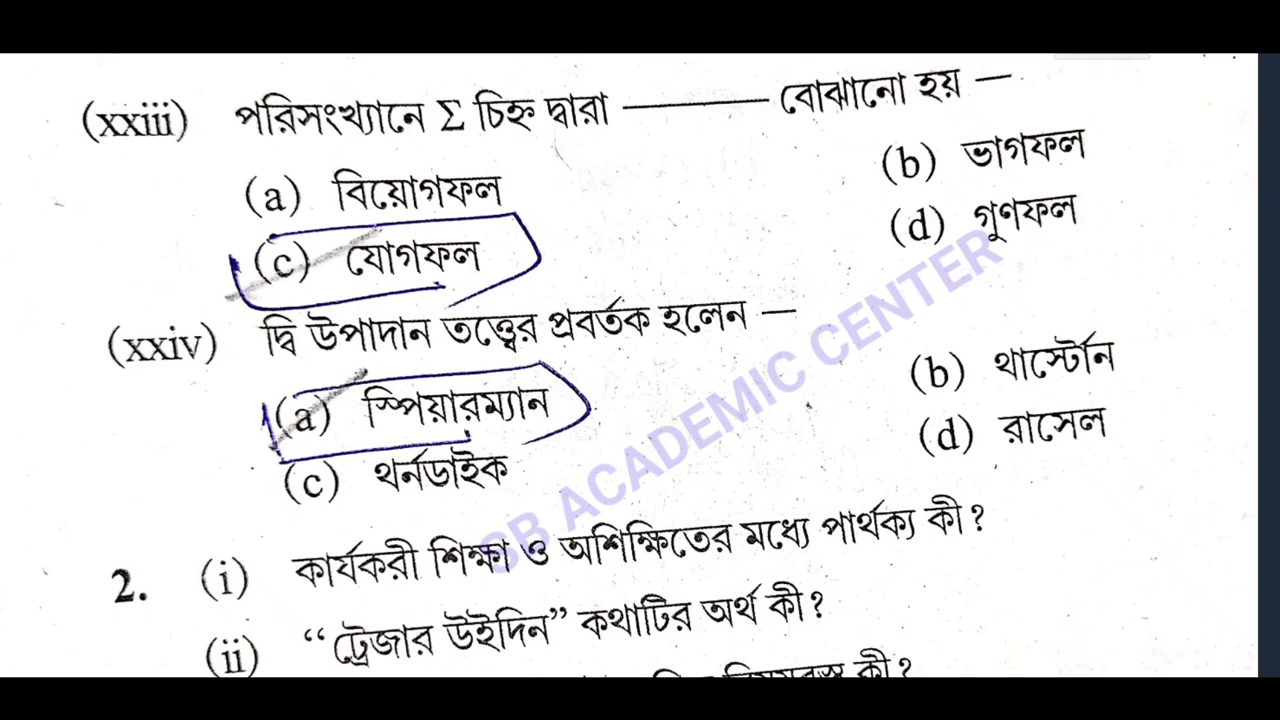 (xxiii) পরিসংখ্যানে Σ চিহ্ন দ্বারা ———— বোঝানো হয় —
(a) বিয়োগফল (b) ভাগফল
(c) যোগফল (d) গুণফল
(xxiv) দ্বি উপাদান তত্ত্বের প্রবর্তক হলেন —
(a) স্পিয়ারম্যান (b) থার্স্টোন
(c) থর্নডাইক (d) রাসেল
SB ACADEMIC CENTER
2. (i) কার্যকরী শিক্ষা ও অশিক্ষিতের মধ্যে পার্থক্য কী?
(ii) “ট্রেজার উইদিন” কথাটির অর্থ কী?
কী?